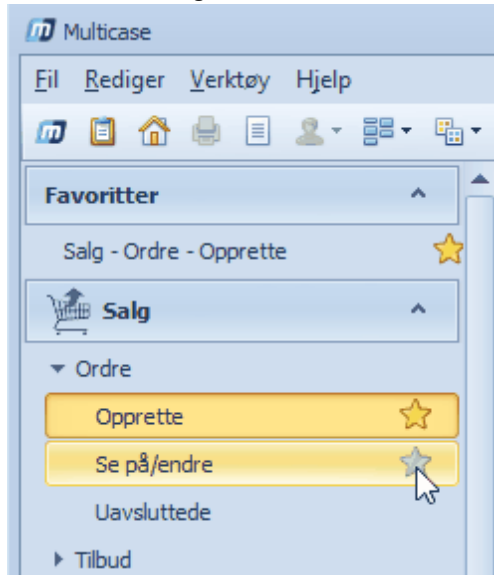 Multicase
Fil Rediger Verktøy Hjelp
Favoritter
Salg - Ordre - Opprette
Salg
Ordre
Opprette
Se på/endre
Uavsluttede
Tilbud